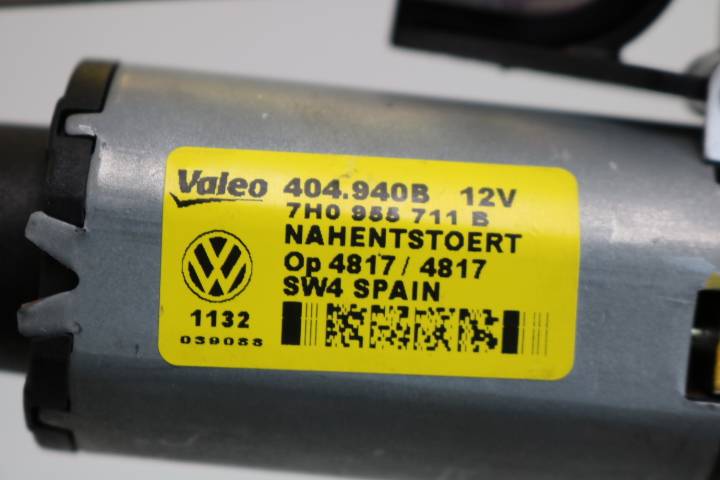 Valeo 404.940B 12V
7H0 955 711 B
NAHENTSTOERT
Op 4817 / 4817
SW4 SPAIN
1132
039088